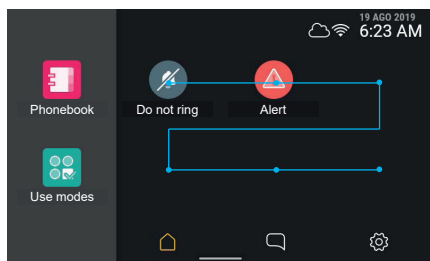 19 AGO 2019
6:23 AM
Phonebook
Do not ring
Alert
Use modes